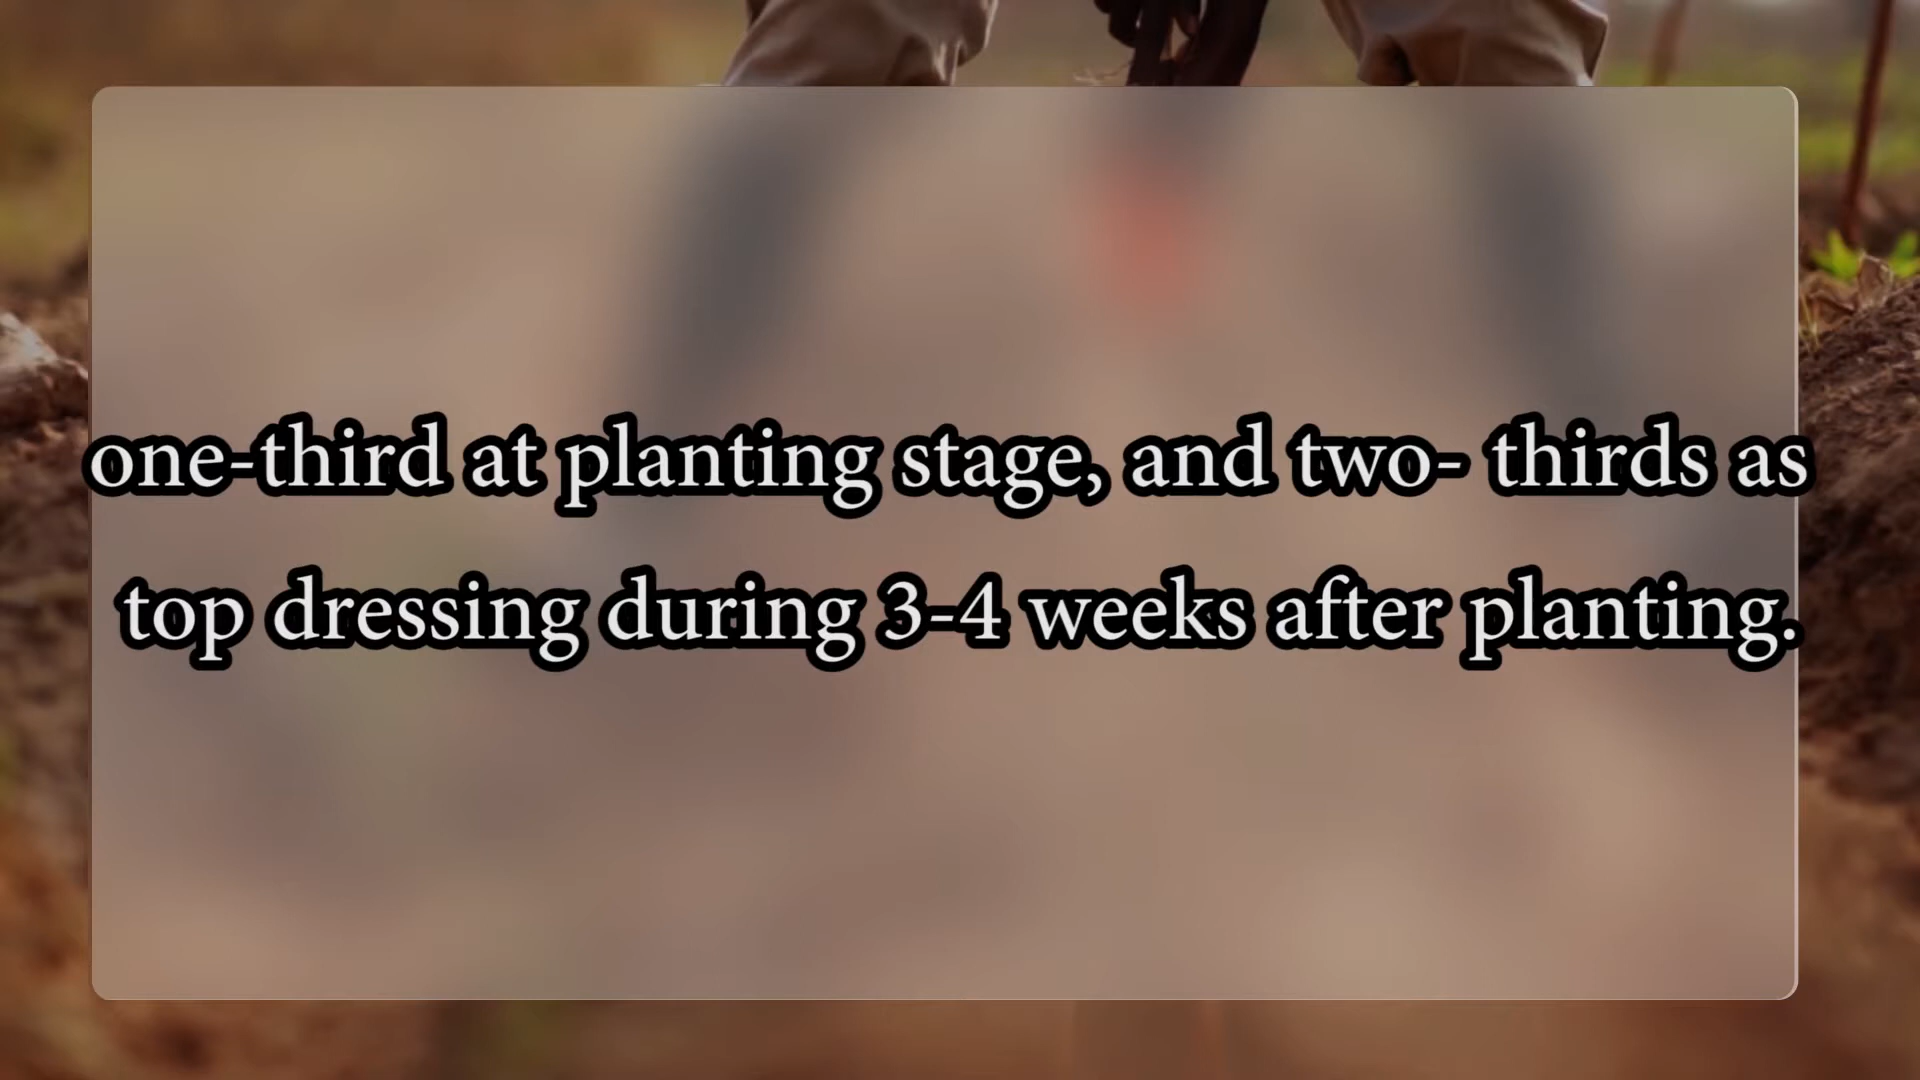 one-third at planting stage, and two- thirds as
top dressing during 3-4 weeks after planting.